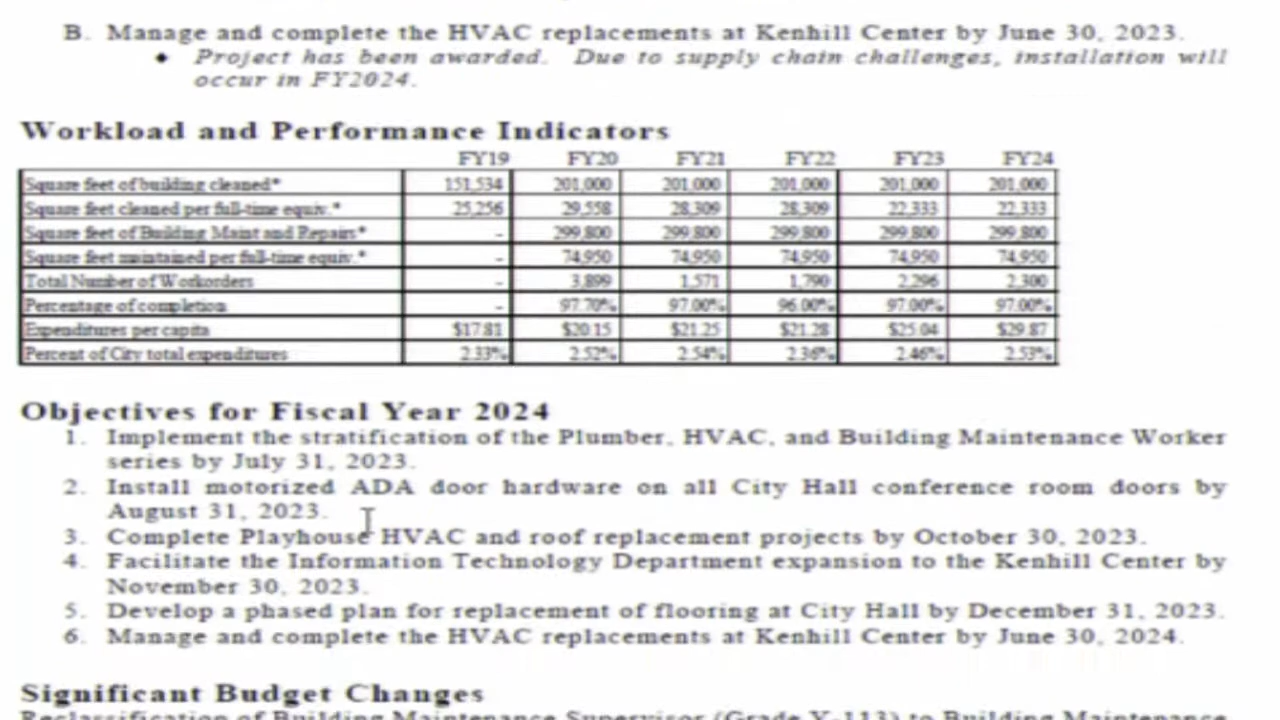 B. Manage and complete the HVAC replacements at Kenhill Center by June 30, 2023.
• Project has been awarded. Due to supply chain challenges, installation will
occur in FY2024.
Workload and Performance Indicators
FY19 FY20 FY21 FY22 FY23 FY24
Square feet of building cleaned* 151,534 201,000 201,000 201,000 201,000 201,000
Square feet cleaned per full-time equiv.* 25,256 29,558 28,309 28,309 22,333 22,333
Square feet of Building Maint and Repairs* - 299,800 299,800 299,800 299,800 299,800
Square feet maintained per full-time equiv.* - 74,950 74,950 74,950 74,950 74,950
Total Number of Workorders - 3,899 1,571 1,790 2,296 2,300
Percentage of completion - 97.70% 97.00% 96.00% 97.00% 97.00%
Expenditures per capita $17.81 $20.15 $21.25 $21.28 $25.04 $29.87
Percent of City total expenditures 2.33% 2.52% 2.54% 2.36% 2.46% 2.53%
Objectives for Fiscal Year 2024
1. Implement the stratification of the Plumber, HVAC, and Building Maintenance Worker
series by July 31, 2023.
2. Install motorized ADA door hardware on all City Hall conference room doors by
August 31, 2023.
3. Complete Playhouse HVAC and roof replacement projects by October 30, 2023.
4. Facilitate the Information Technology Department expansion to the Kenhill Center by
November 30, 2023.
5. Develop a phased plan for replacement of flooring at City Hall by December 31, 2023.
6. Manage and complete the HVAC replacements at Kenhill Center by June 30, 2024.
Significant Budget Changes
Reclassification of Building Maintenance Supervisor (Grade Y-113) to Building Maintenance